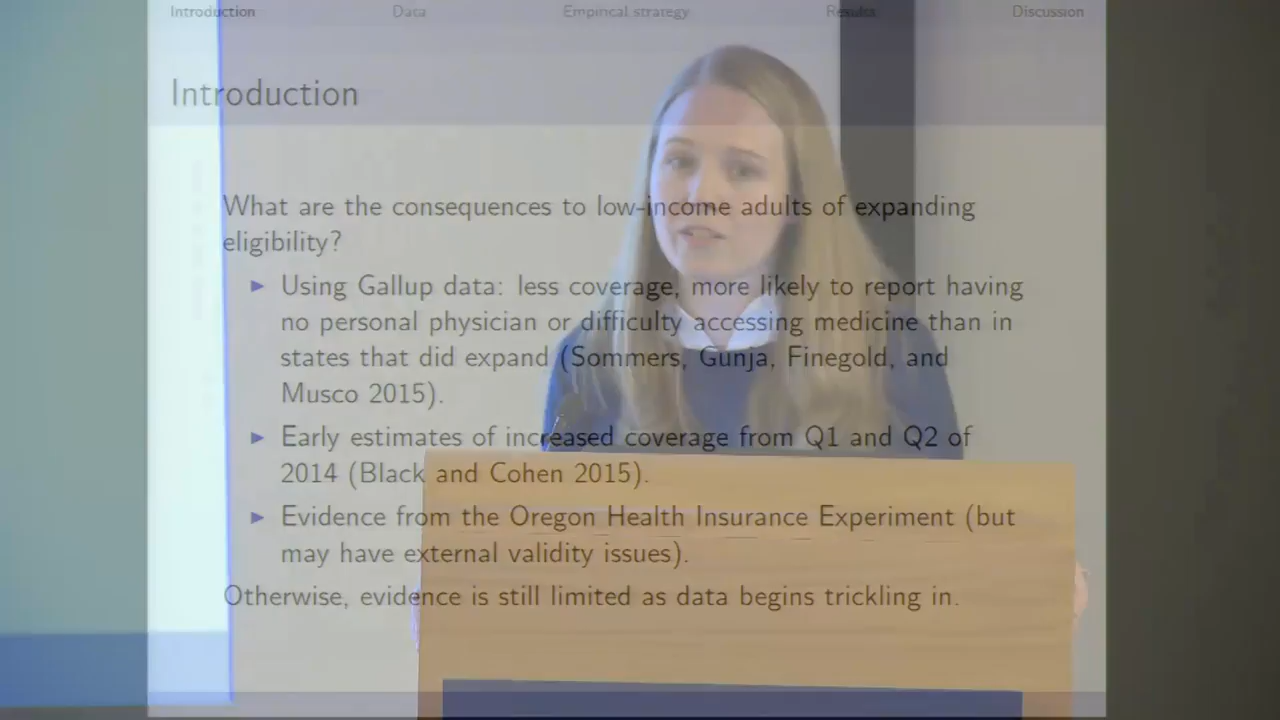 Introduction Data Empirical strategy Results Discussion
Introduction
What are the consequences to low-income adults of expanding
eligibility?
Using Gallup data: less coverage, more likely to report having
no personal physician or difficulty accessing medicine than in
states that did expand (Sommers, Gunja, Finegold, and
Musco 2015).
Early estimates of increased coverage from Q1 and Q2 of
2014 (Black and Cohen 2015).
Evidence from the Oregon Health Insurance Experiment (but
may have external validity issues).
Otherwise, evidence is still limited as data begins trickling in.